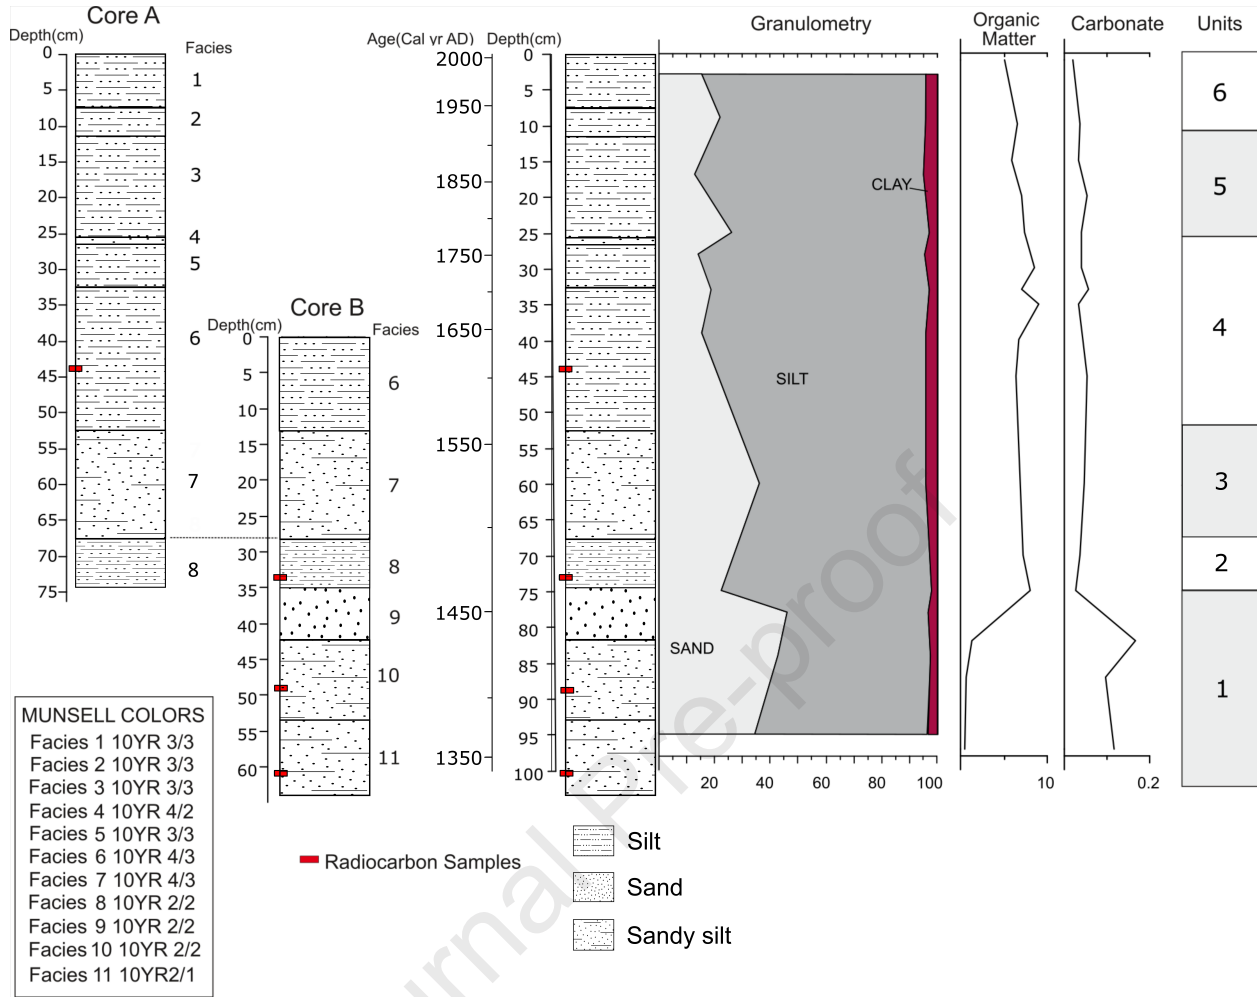 Core A
Depth(cm)
Facies
0
5
10
15
20
25
30
35
40
45
50
55
60
65
70
75
1
2
3
4
5
6
7
8
Core B
Depth(cm)
Facies
0
5
10
15
20
25
30
35
40
45
50
55
60
6
7
8
9
10
11
Age(Cal yr AD)
2000
1950
1850
1750
1650
1550
1450
1350
Depth(cm)
0
5
10
15
20
25
30
35
40
45
50
55
60
65
70
75
80
85
90
95
100
Granulometry
CLAY
SILT
SAND
20
40
60
80
100
Organic
Matter
10
Carbonate
0.2
Units
6
5
4
3
2
1
MUNSELL COLORS
Facies 1 10YR 3/3
Facies 2 10YR 3/3
Facies 3 10YR 3/3
Facies 4 10YR 4/2
Facies 5 10YR 3/3
Facies 6 10YR 4/3
Facies 7 10YR 4/3
Facies 8 10YR 2/2
Facies 9 10YR 2/2
Facies 10 10YR 2/2
Facies 11 10YR2/1
Radiocarbon Samples
Silt
Sand
Sandy silt
urnal Pre-proof